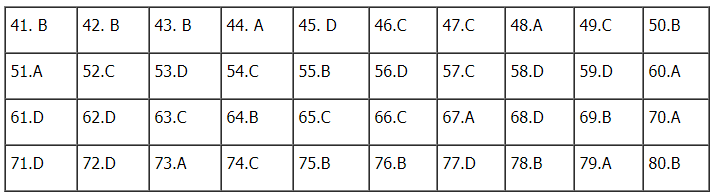 41. B 42. B 43. B 44. A 45. D 46.C 47.C 48.A 49.C 50.B
51.A 52.C 53.D 54.C 55.B 56.D 57.C 58.D 59.D 60.A
61.D 62.D 63.C 64.B 65.C 66.C 67.A 68.D 69.B 70.A
71.D 72.D 73.A 74.C 75.B 76.B 77.D 78.B 79.A 80.B